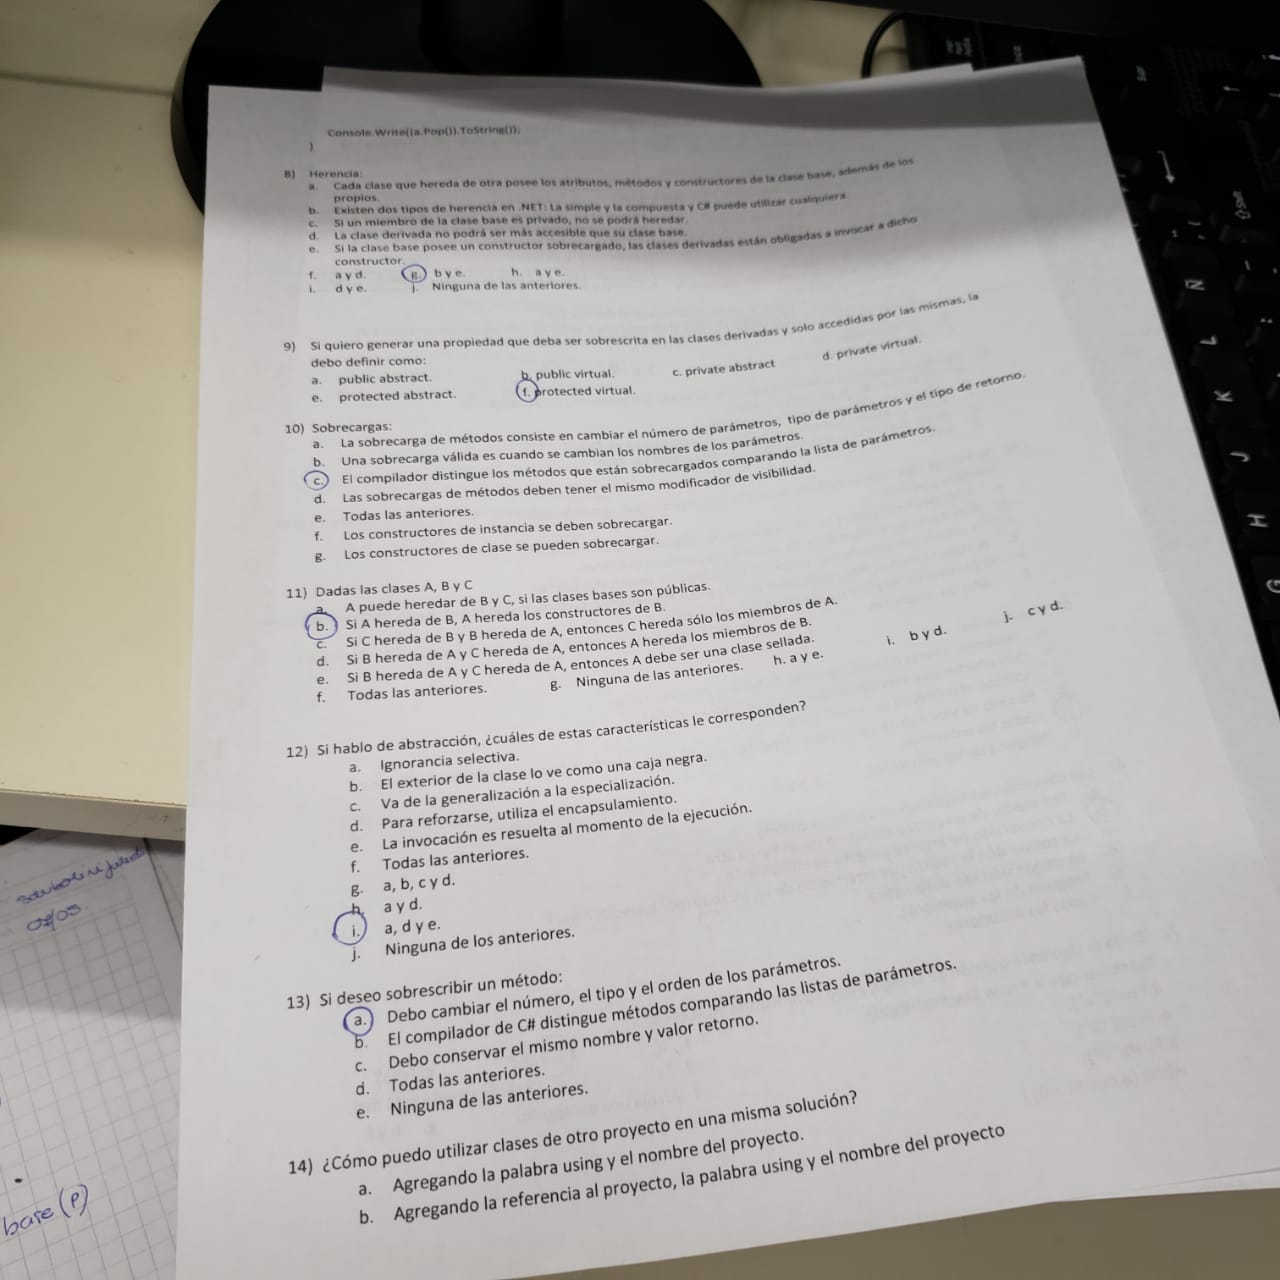 Console.Write((a.Pop()).ToString());
}
8) Herencia:
a. Cada clase que hereda de otra posee los atributos, métodos y constructores de la clase base, además de los
propios.
b. Existen dos tipos de herencia en .NET: La simple y la compuesta y C# puede utilizar cualquiera.
c. Si un miembro de la clase base es privado, no se podrá heredar.
d. La clase derivada no podrá ser más accesible que su clase base.
e. Si la clase base posee un constructor sobrecargado, las clases derivadas están obligadas a invocar a dicho
constructor.
f. a y d. g. b y e. h. a y e.
i. d y e. j. Ninguna de las anteriores.
9) Si quiero generar una propiedad que deba ser sobrescrita en las clases derivadas y solo accedidas por las mismas, la
debo definir como:
a. public abstract. b. public virtual. c. private abstract d. private virtual.
e. protected abstract. f. protected virtual.
10) Sobrecargas:
a. La sobrecarga de métodos consiste en cambiar el número de parámetros, tipo de parámetros y el tipo de retorno.
b. Una sobrecarga válida es cuando se cambian los nombres de los parámetros.
c. El compilador distingue los métodos que están sobrecargados comparando la lista de parámetros.
d. Las sobrecargas de métodos deben tener el mismo modificador de visibilidad.
e. Todas las anteriores.
f. Los constructores de instancia se deben sobrecargar.
g. Los constructores de clase se pueden sobrecargar.
11) Dadas las clases A, B y C
a. A puede heredar de B y C, si las clases bases son públicas.
b. Si A hereda de B, A hereda los constructores de B.
c. Si C hereda de B y B hereda de A, entonces C hereda sólo los miembros de A.
d. Si B hereda de A y C hereda de A, entonces A hereda los miembros de B.
e. Si B hereda de A y C hereda de A, entonces A debe ser una clase sellada.
f. Todas las anteriores. g. Ninguna de las anteriores. h. a y e. i. b y d. j. c y d.
12) Si hablo de abstracción, ¿cuáles de estas características le corresponden?
a. Ignorancia selectiva.
b. El exterior de la clase lo ve como una caja negra.
c. Va de la generalización a la especialización.
d. Para reforzarse, utiliza el encapsulamiento.
e. La invocación es resuelta al momento de la ejecución.
f. Todas las anteriores.
g. a, b, c y d.
h. a y d.
i. a, d y e.
j. Ninguna de los anteriores.
13) Si deseo sobrescribir un método:
a. Debo cambiar el número, el tipo y el orden de los parámetros.
b. El compilador de C# distingue métodos comparando las listas de parámetros.
c. Debo conservar el mismo nombre y valor retorno.
d. Todas las anteriores.
e. Ninguna de las anteriores.
14) ¿Cómo puedo utilizar clases de otro proyecto en una misma solución?
a. Agregando la palabra using y el nombre del proyecto.
b. Agregando la referencia al proyecto, la palabra using y el nombre del proyecto
base (P)
Shift
N
L
K
J
H
G